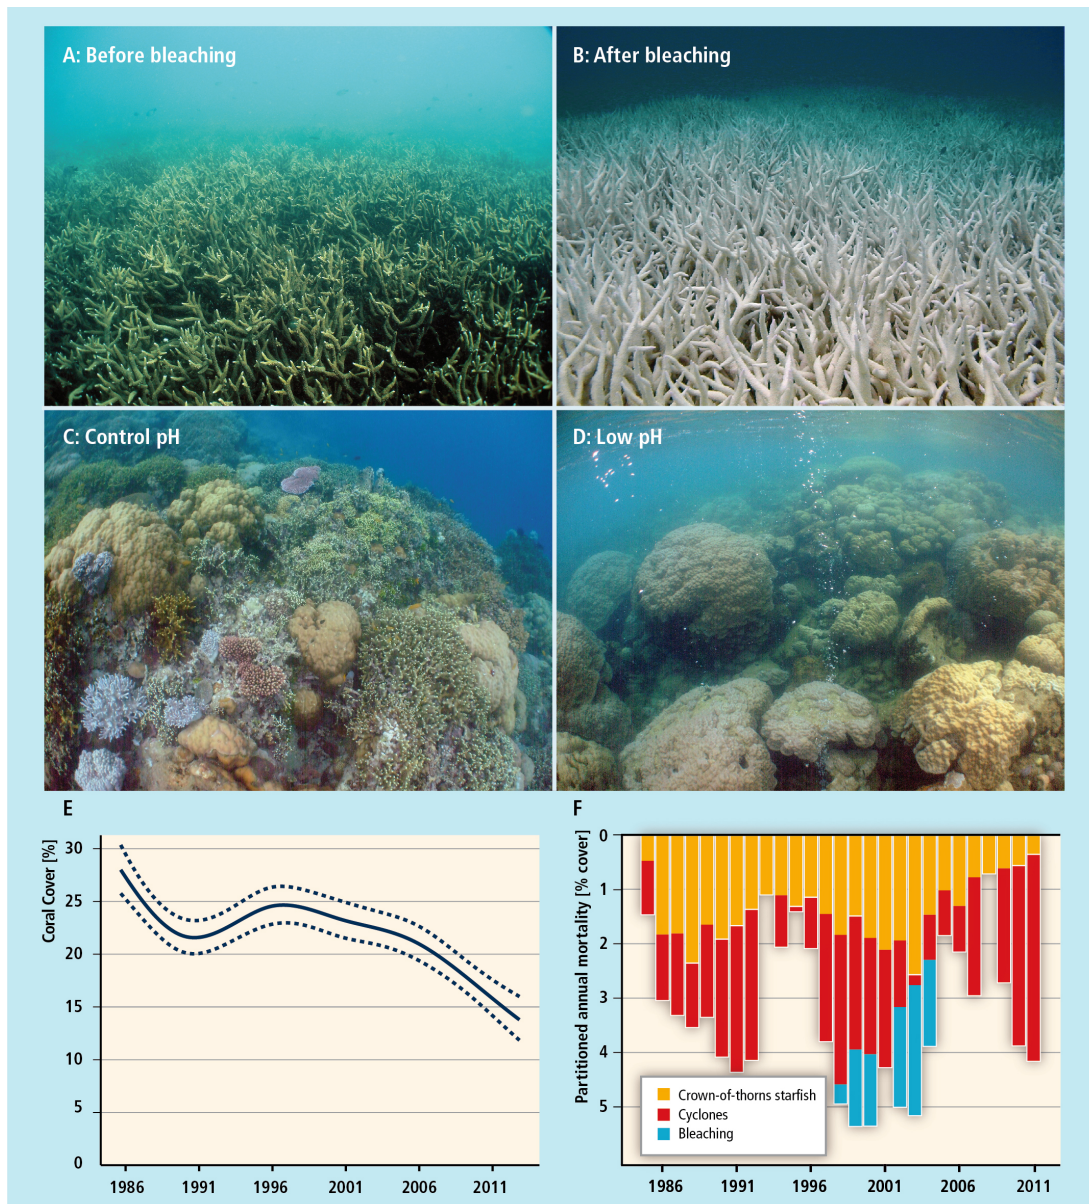 A: Before bleaching
B: After bleaching
C: Control pH
D: Low pH
E
Coral Cover [%]
30
25
20
15
10
5
0
1986 1991 1996 2001 2006 2011
F
Partitioned annual mortality [% cover]
0
1
2
3
4
5
Crown-of-thorns starfish
Cyclones
Bleaching
1986 1991 1996 2001 2006 2011